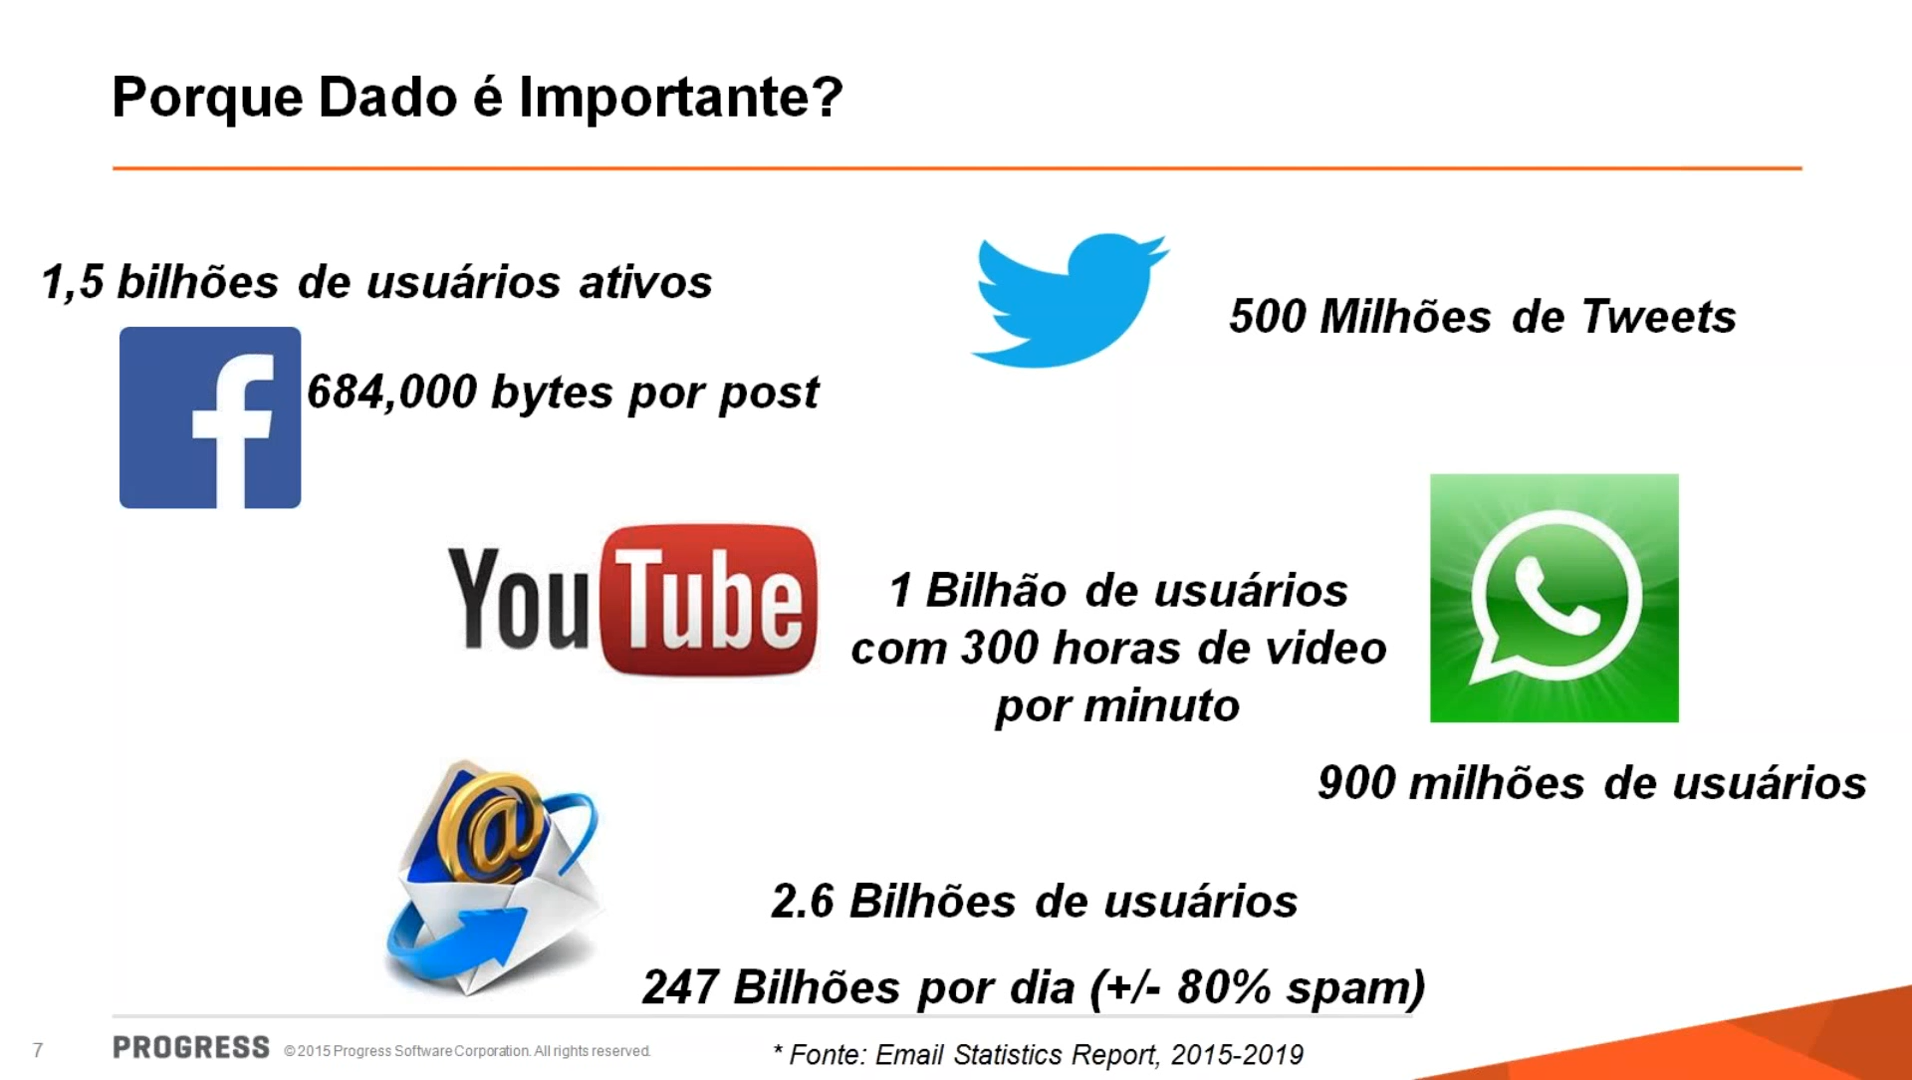 Porque Dado é Importante?
1,5 bilhões de usuários ativos
684,000 bytes por post
500 Milhões de Tweets
You Tube
1 Bilhão de usuários
com 300 horas de video
por minuto
900 milhões de usuários
@
2.6 Bilhões de usuários
247 Bilhões por dia (+/- 80% spam)
7
PROGRESS
©2015 Progress Software Corporation. All rights reserved.
* Fonte: Email Statistics Report, 2015-2019